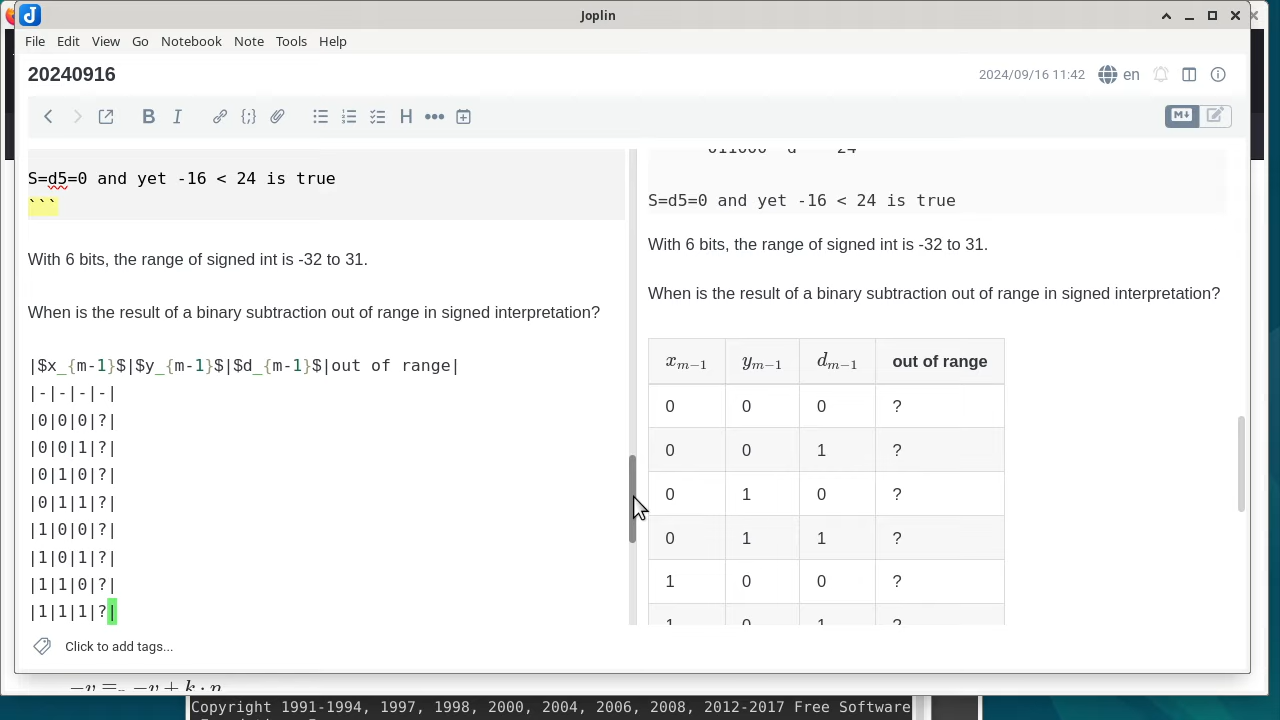 Joplin
File Edit View Go Notebook Note Tools Help
20240916
2024/09/16 11:42 en
S=d5=0 and yet -16 < 24 is true
```
With 6 bits, the range of signed int is -32 to 31.
When is the result of a binary subtraction out of range in signed interpretation?
|$x_{m-1}$|$y_{m-1}$|$d_{m-1}$|out of range|
|-|-|-|-|
|0|0|0|?|
|0|0|1|?|
|0|1|0|?|
|0|1|1|?|
|1|0|0|?|
|1|0|1|?|
|1|1|0|?|
|1|1|1|?|
011000 d 24
S=d5=0 and yet -16 < 24 is true
With 6 bits, the range of signed int is -32 to 31.
When is the result of a binary subtraction out of range in signed interpretation?
x_{m−1} y_{m−1} d_{m−1} out of range
0 0 0 ?
0 0 1 ?
0 1 0 ?
0 1 1 ?
1 0 0 ?
1 0 1 ?
Click to add tags...
Copyright 1991-1994, 1997, 1998, 2000, 2004, 2006, 2008, 2012-2017 Free Software